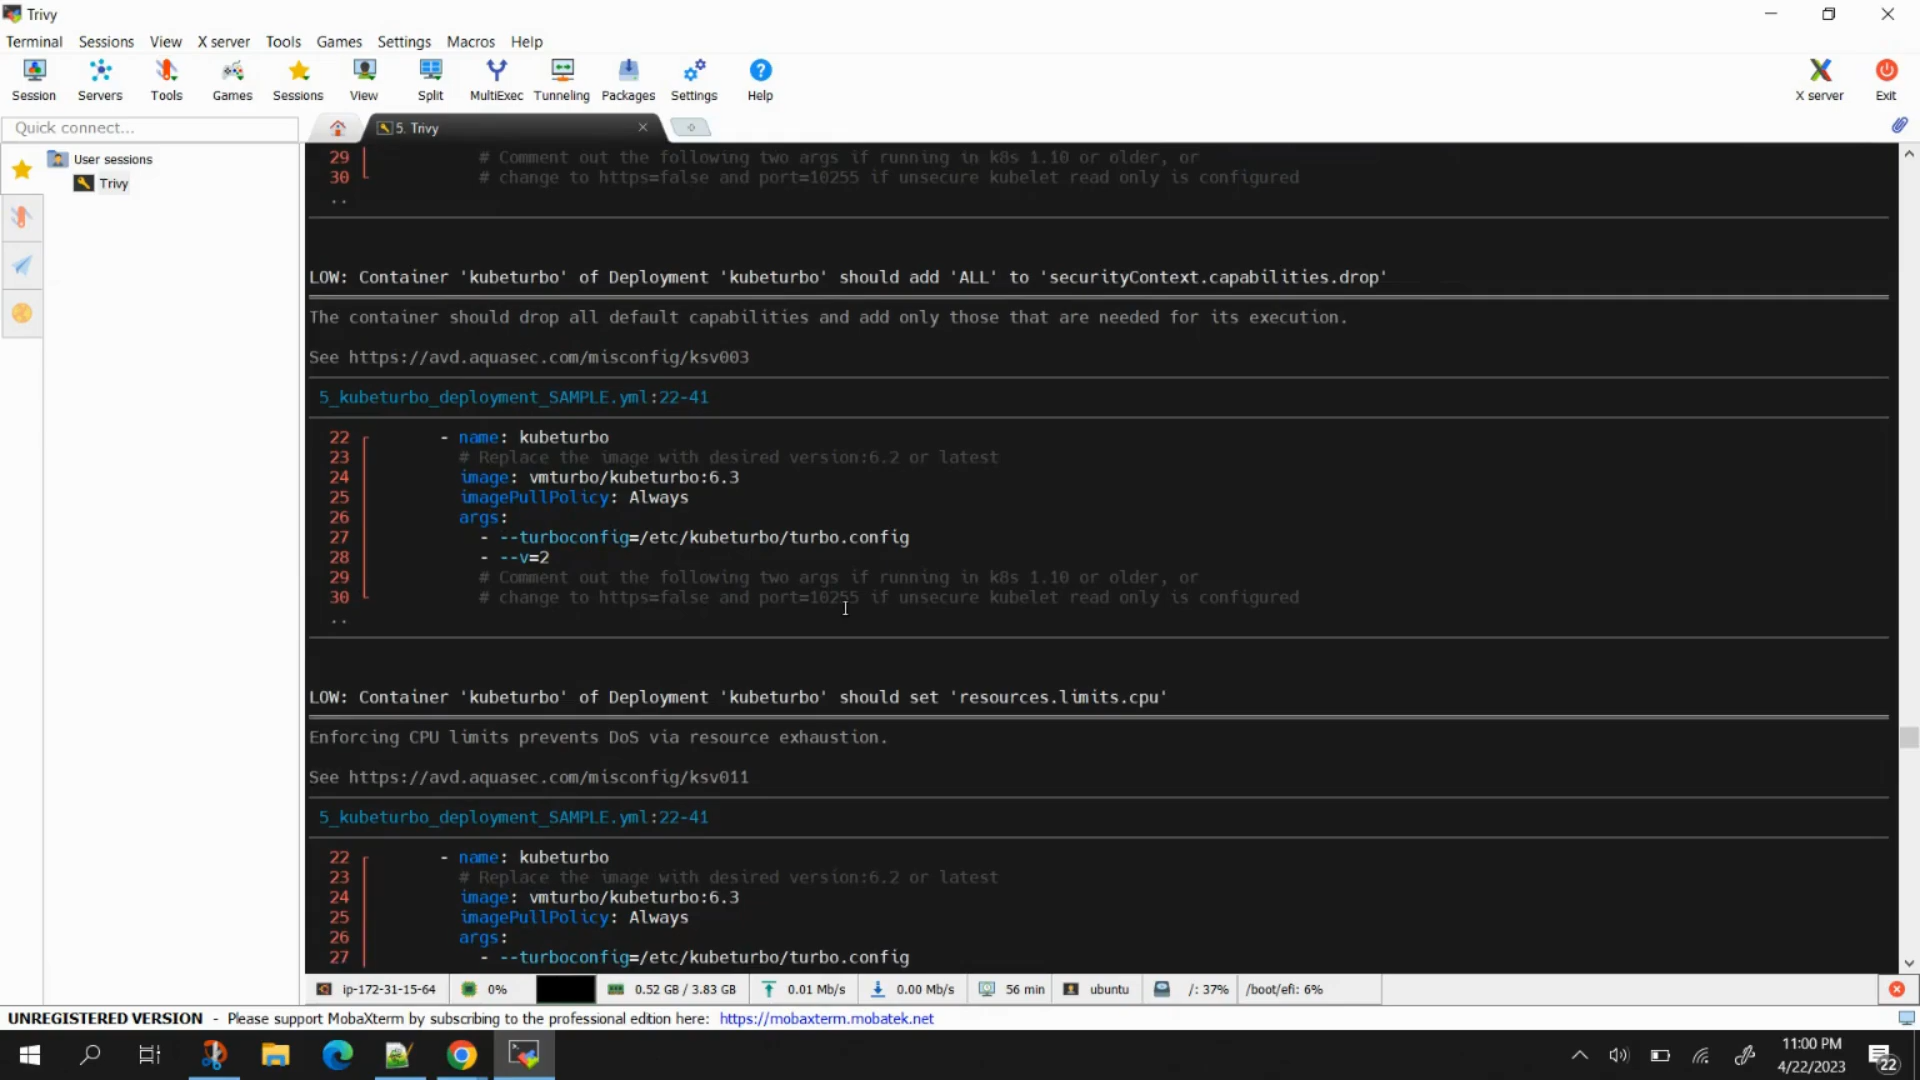 Trivy
Terminal Sessions View X server Tools Games Settings Macros Help
Session Servers Tools Games Sessions View Split MultiExec Tunneling Packages Settings Help X server Exit
Quick connect...
5. Trivy
User sessions
Trivy
29 # Comment out the following two args if running in k8s 1.10 or older, or
30 # change to https=false and port=10255 if unsecure kubelet read only is configured
..
LOW: Container 'kubeturbo' of Deployment 'kubeturbo' should add 'ALL' to 'securityContext.capabilities.drop'
The container should drop all default capabilities and add only those that are needed for its execution.
See https://avd.aquasec.com/misconfig/ksv003
5_kubeturbo_deployment_SAMPLE.yml:22-41
22 - name: kubeturbo
23 # Replace the image with desired version:6.2 or latest
24 image: vmturbo/kubeturbo:6.3
25 imagePullPolicy: Always
26 args:
27 - --turboconfig=/etc/kubeturbo/turbo.config
28 - --v=2
29 # Comment out the following two args if running in k8s 1.10 or older, or
30 # change to https=false and port=10255 if unsecure kubelet read only is configured
..
LOW: Container 'kubeturbo' of Deployment 'kubeturbo' should set 'resources.limits.cpu'
Enforcing CPU limits prevents DoS via resource exhaustion.
See https://avd.aquasec.com/misconfig/ksv011
5_kubeturbo_deployment_SAMPLE.yml:22-41
22 - name: kubeturbo
23 # Replace the image with desired version:6.2 or latest
24 image: vmturbo/kubeturbo:6.3
25 imagePullPolicy: Always
26 args:
27 - --turboconfig=/etc/kubeturbo/turbo.config
ip-172-31-15-64 0% 0.52 GB / 3.83 GB 0.01 Mb/s 0.00 Mb/s 56 min ubuntu /: 37% /boot/efi: 6%
UNREGISTERED VERSION - Please support MobaXterm by subscribing to the professional edition here: https://mobaxterm.mobatek.net
11:00 PM
4/22/2023
22